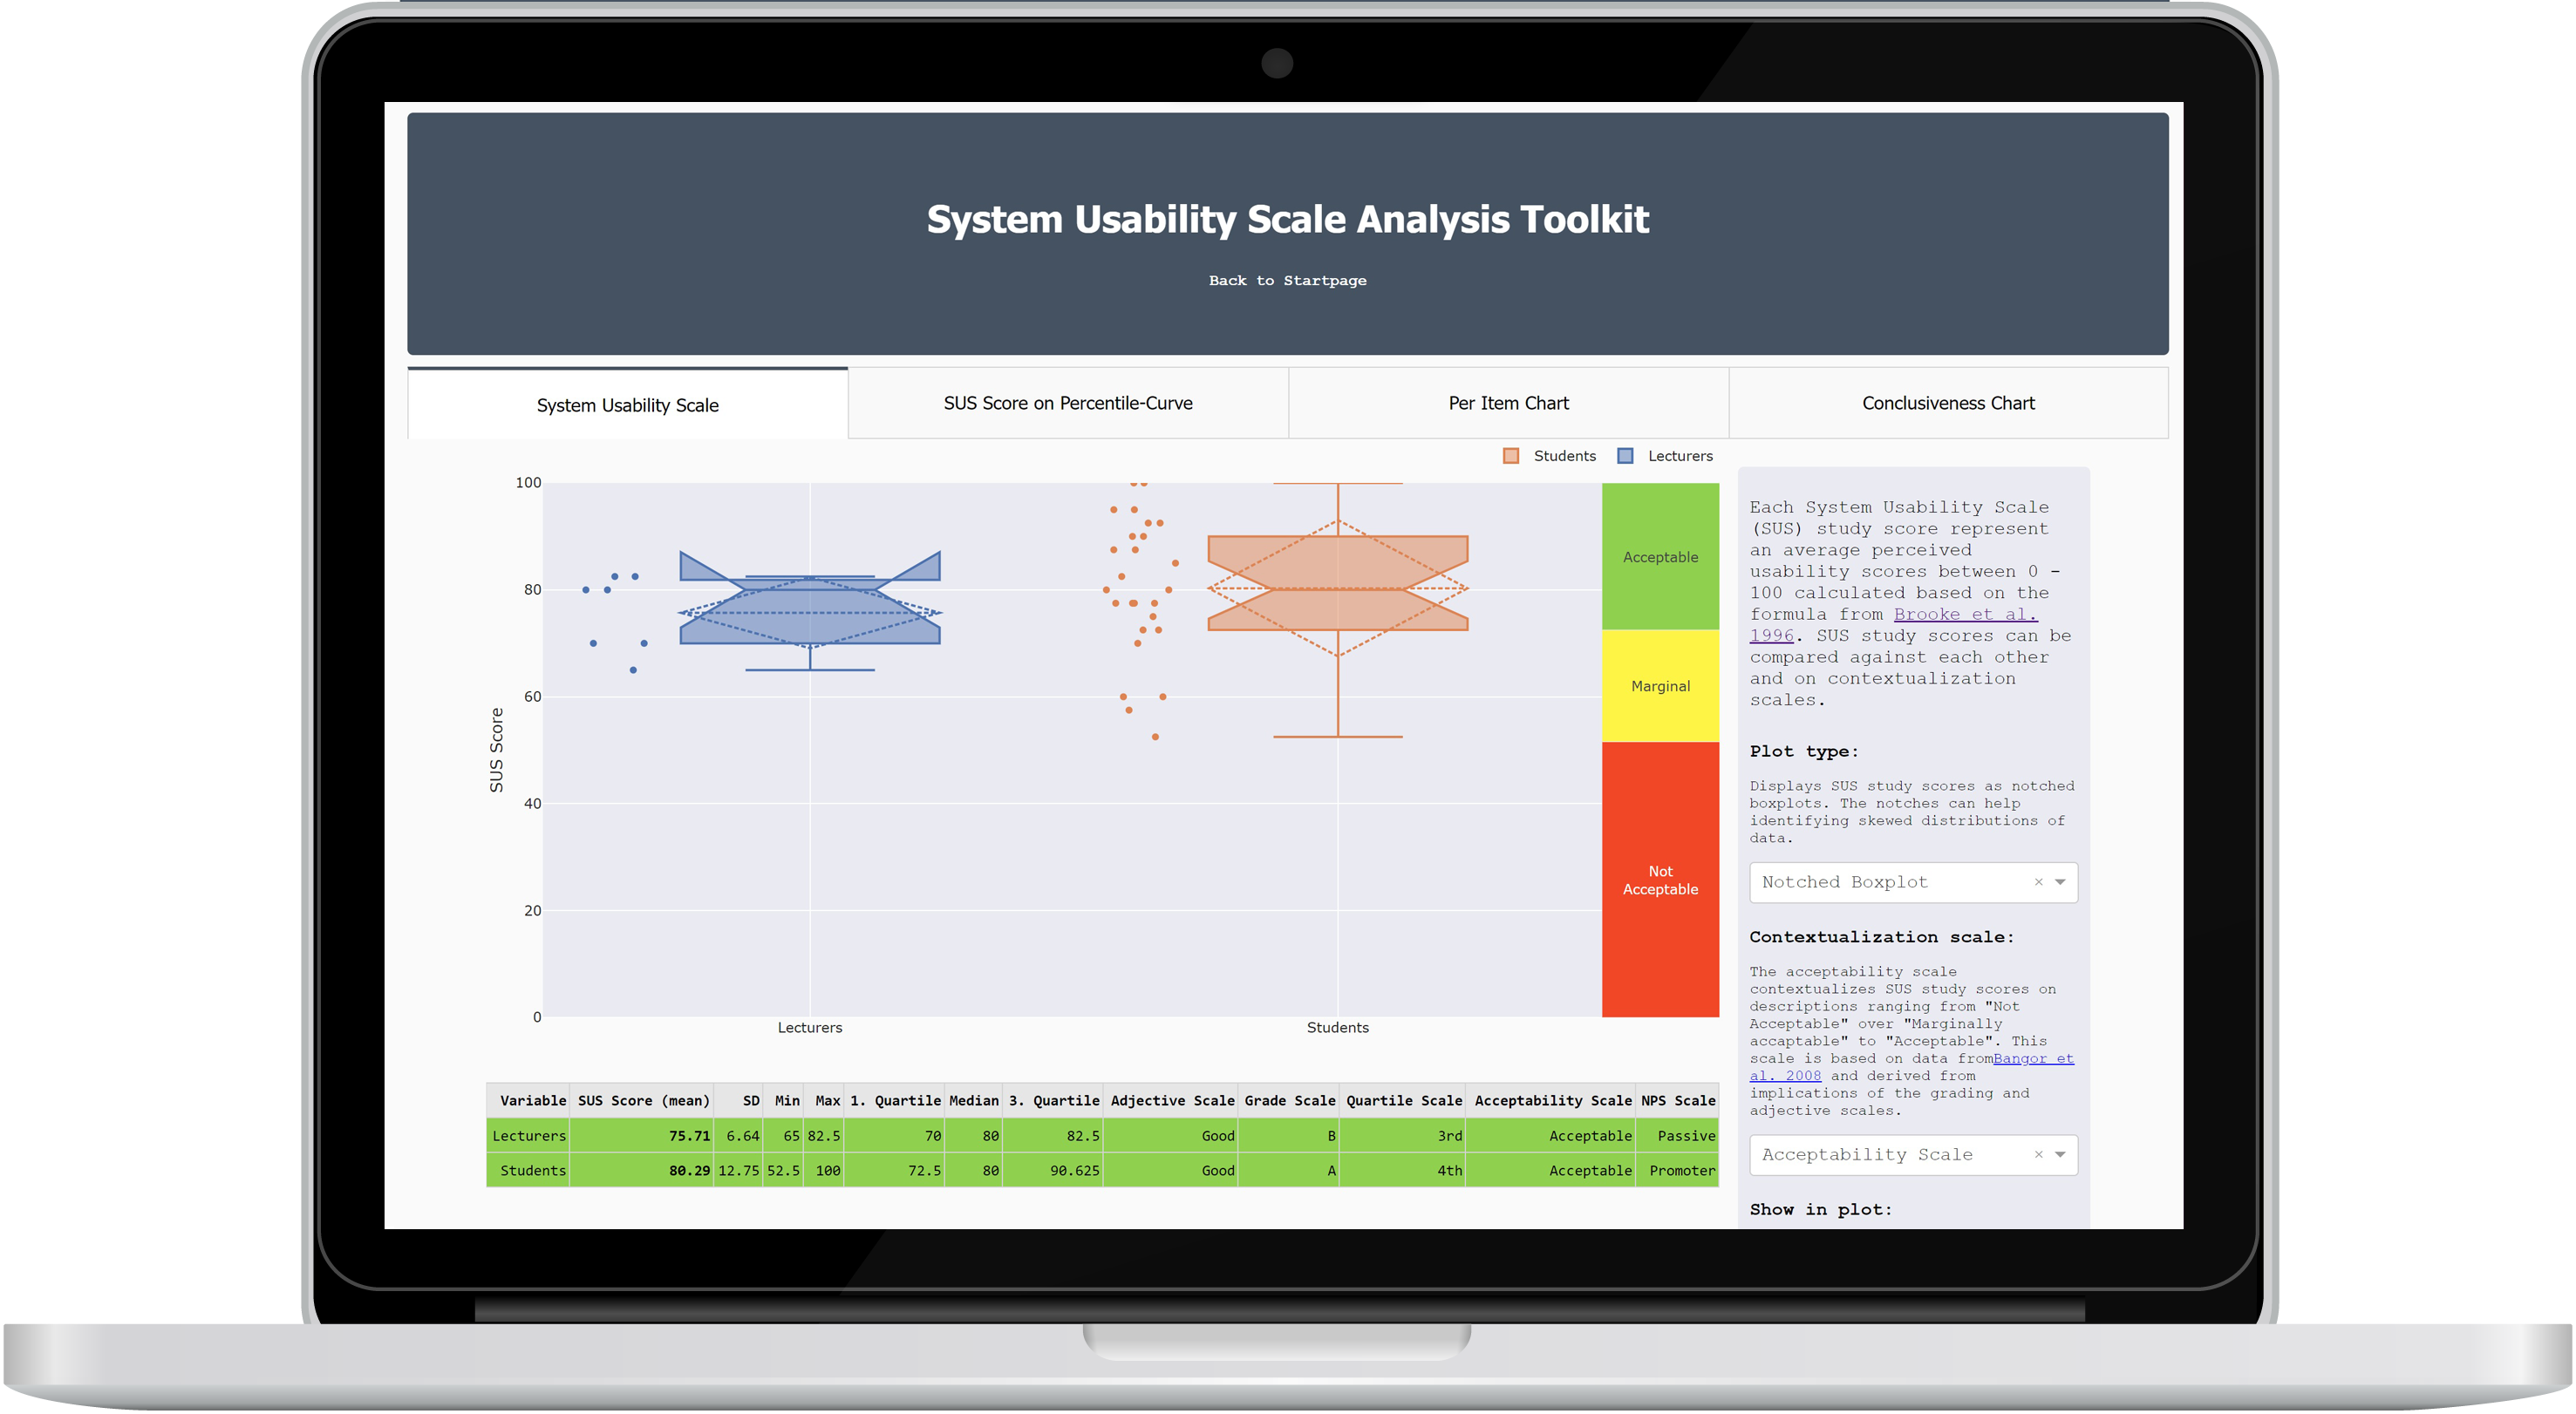 System Usability Scale Analysis Toolkit
Back to Startpage
System Usability Scale
SUS Score on Percentile-Curve
Per Item Chart
Conclusiveness Chart
Students
Lecturers
100
80
60
40
20
0
SUS Score
Lecturers
Students
Acceptable
Marginal
Not
Acceptable
Variable SUS Score (mean) SD Min Max 1. Quartile Median 3. Quartile Adjective Scale Grade Scale Quartile Scale Acceptability Scale NPS Scale
Lecturers 75.71 6.64 65 82.5 70 80 82.5 Good B 3rd Acceptable Passive
Students 80.29 12.75 52.5 100 72.5 80 90.625 Good A 4th Acceptable Promoter
Each System Usability Scale
(SUS) study score represent
an average perceived
usability scores between 0 -
100 calculated based on the
formula from Brooke et al.
1996. SUS study scores can be
compared against each other
and on contextualization
scales.
Plot type:
Displays SUS study scores as notched
boxplots. The notches can help
identifying skewed distributions of
data.
Notched Boxplot ×
Contextualization scale:
The acceptability scale
contextualizes SUS study scores on
descriptions ranging from "Not
Acceptable" over "Marginally
accaptable" to "Acceptable". This
scale is based on data fromBangor et
al. 2008 and derived from
implications of the grading and
adjective scales.
Acceptability Scale ×
Show in plot: